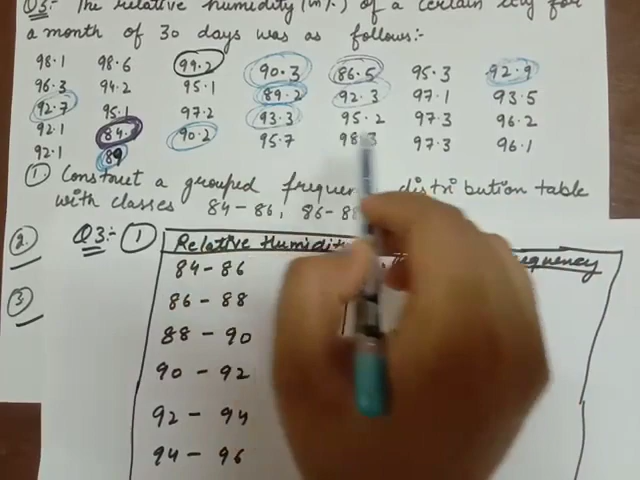 Q3:- The relative humidity (in %) of a certain city for
a month of 30 days was as follows:-
98.1 98.6 99.2 90.3 86.5 95.3 92.9
96.3 94.2 95.1 89.2 92.3 97.1 93.5
92.7 95.1 97.2 93.3 95.2 97.3 96.2
92.1 84. 90.2 95.7 98.3 97.3 96.1
92.1 89
① Construct a grouped frequen distribution table
with classes 84-86, 86-88
② Q3:- ① Relative Humidity quency
84-86
③ 86-88
88-90
90-92
92-94
94-96